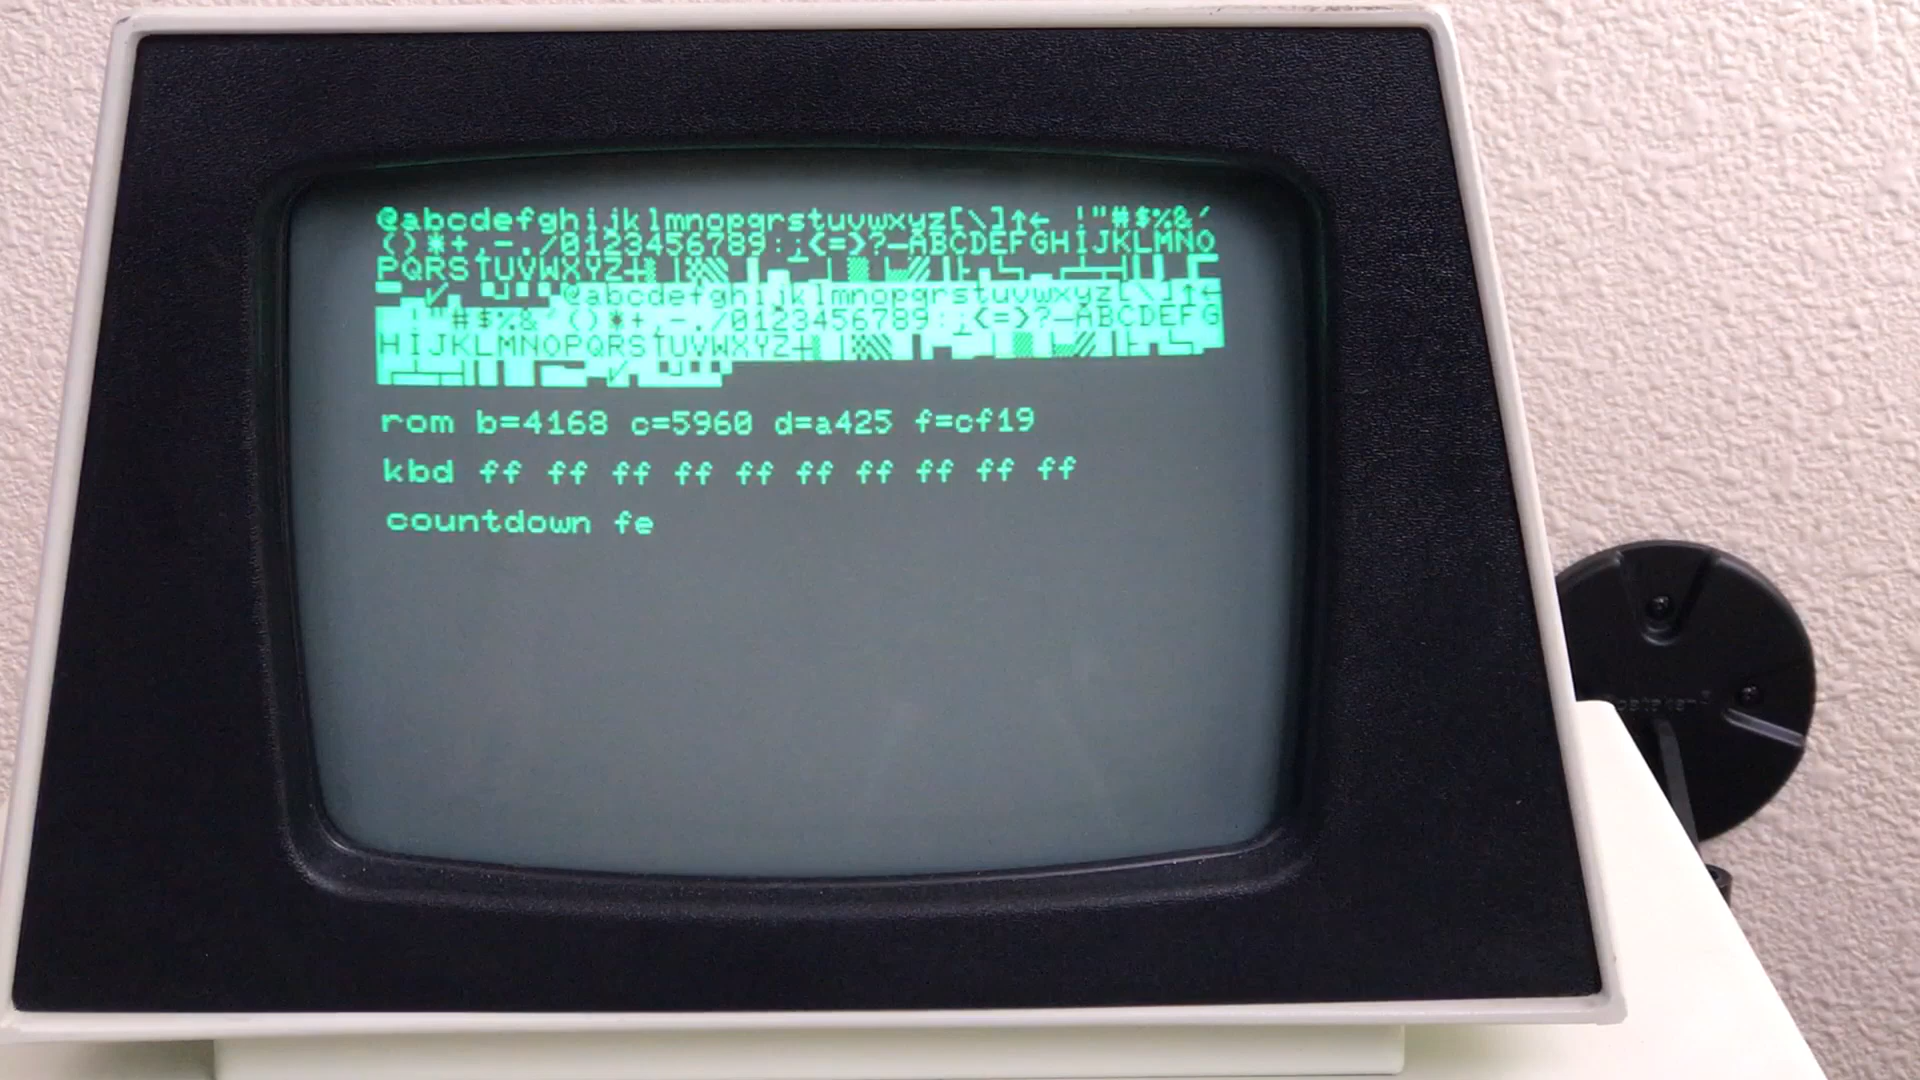 @abcdefghijklmnopqrstuvwxyz[\]↑← !"#$%&'
()*+,-./0123456789:;<=>?─ABCDEFGHIJKLMNO
PQRSTUVWXYZ
@abcdefghijklmnopqrstuvwxyz[\]↑←
!"#$%&'()*+,-./0123456789:;<=>?─ABCDEFG
HIJKLMNOPQRSTUVWXYZ
rom b=4168 c=5960 d=a425 f=cf19
kbd ff ff ff ff ff ff ff ff ff ff
countdown fe